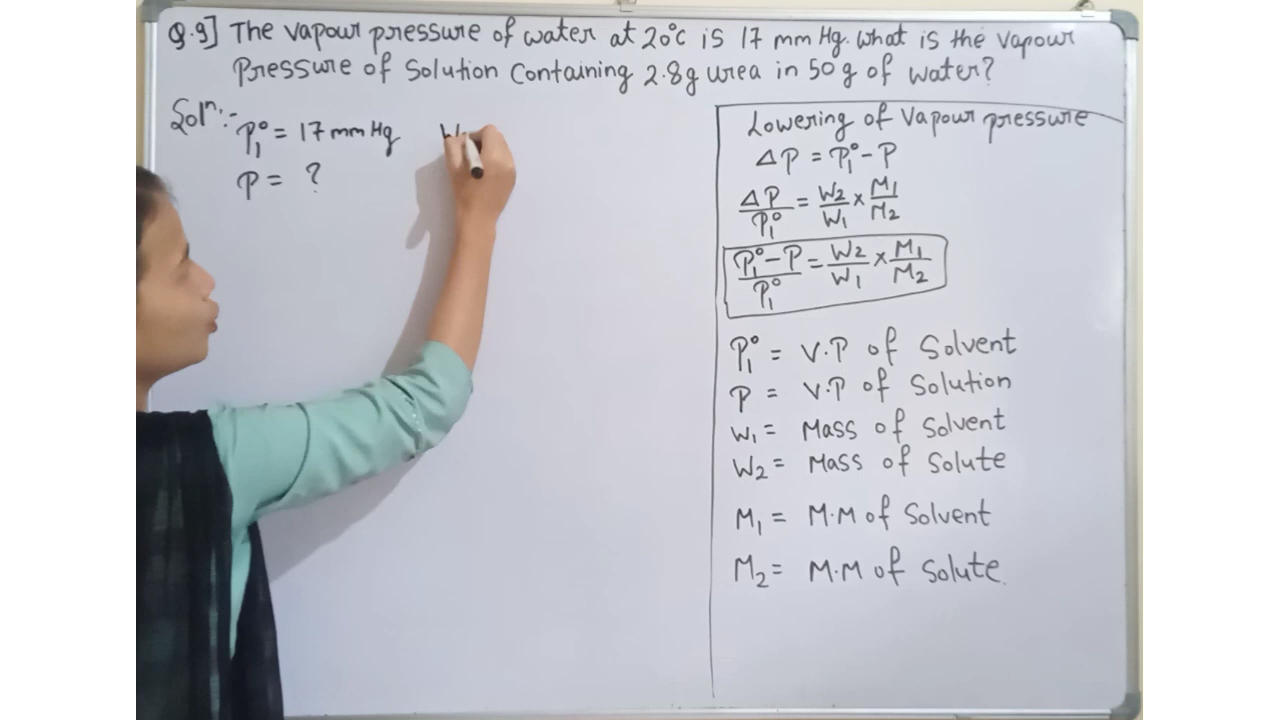 Q.9] The vapour pressure of water at 20°C is 17 mm Hg. What is the vapour
Pressure of Solution Containing 2.8g urea in 50 g of water?
Solⁿ:-
P₁° = 17 mm Hg W
P = ?
Lowering of Vapour pressure
ΔP = P₁° - P
ΔP/P₁° = W₂/W₁ × M₁/M₂
P₁° - P/P₁° = W₂/W₁ × M₁/M₂
P₁° = V.P of Solvent
P = V.P of Solution
W₁ = Mass of Solvent
W₂ = Mass of Solute
M₁ = M.M of Solvent
M₂ = M.M of Solute.